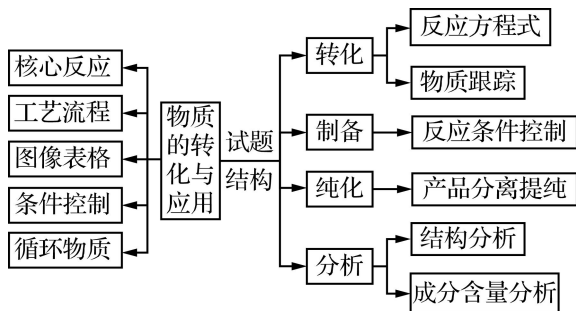 核心反应
工艺流程
图像表格
条件控制
循环物质
物质
的转
化与
应用
试题
结构
转化
反应方程式
物质跟踪
制备
反应条件控制
纯化
产品分离提纯
分析
结构分析
成分含量分析